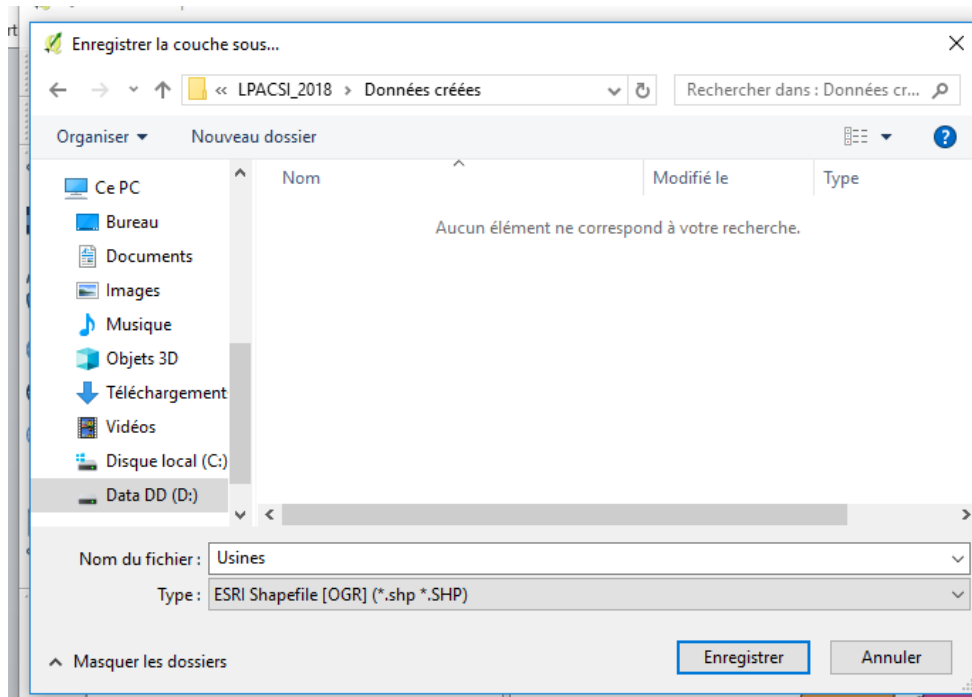 rt
Enregistrer la couche sous...
« LPACSI_2018 > Données créées
Rechercher dans : Données cr...
Organiser
Nouveau dossier
?
Nom
Modifié le
Type
Aucun élément ne correspond à votre recherche.
Ce PC
Bureau
Documents
Images
Musique
Objets 3D
Téléchargement
Vidéos
Disque local (C:)
Data DD (D:)
Nom du fichier : Usines
Type : ESRI Shapefile [OGR] (*.shp *.SHP)
Masquer les dossiers
Enregistrer
Annuler